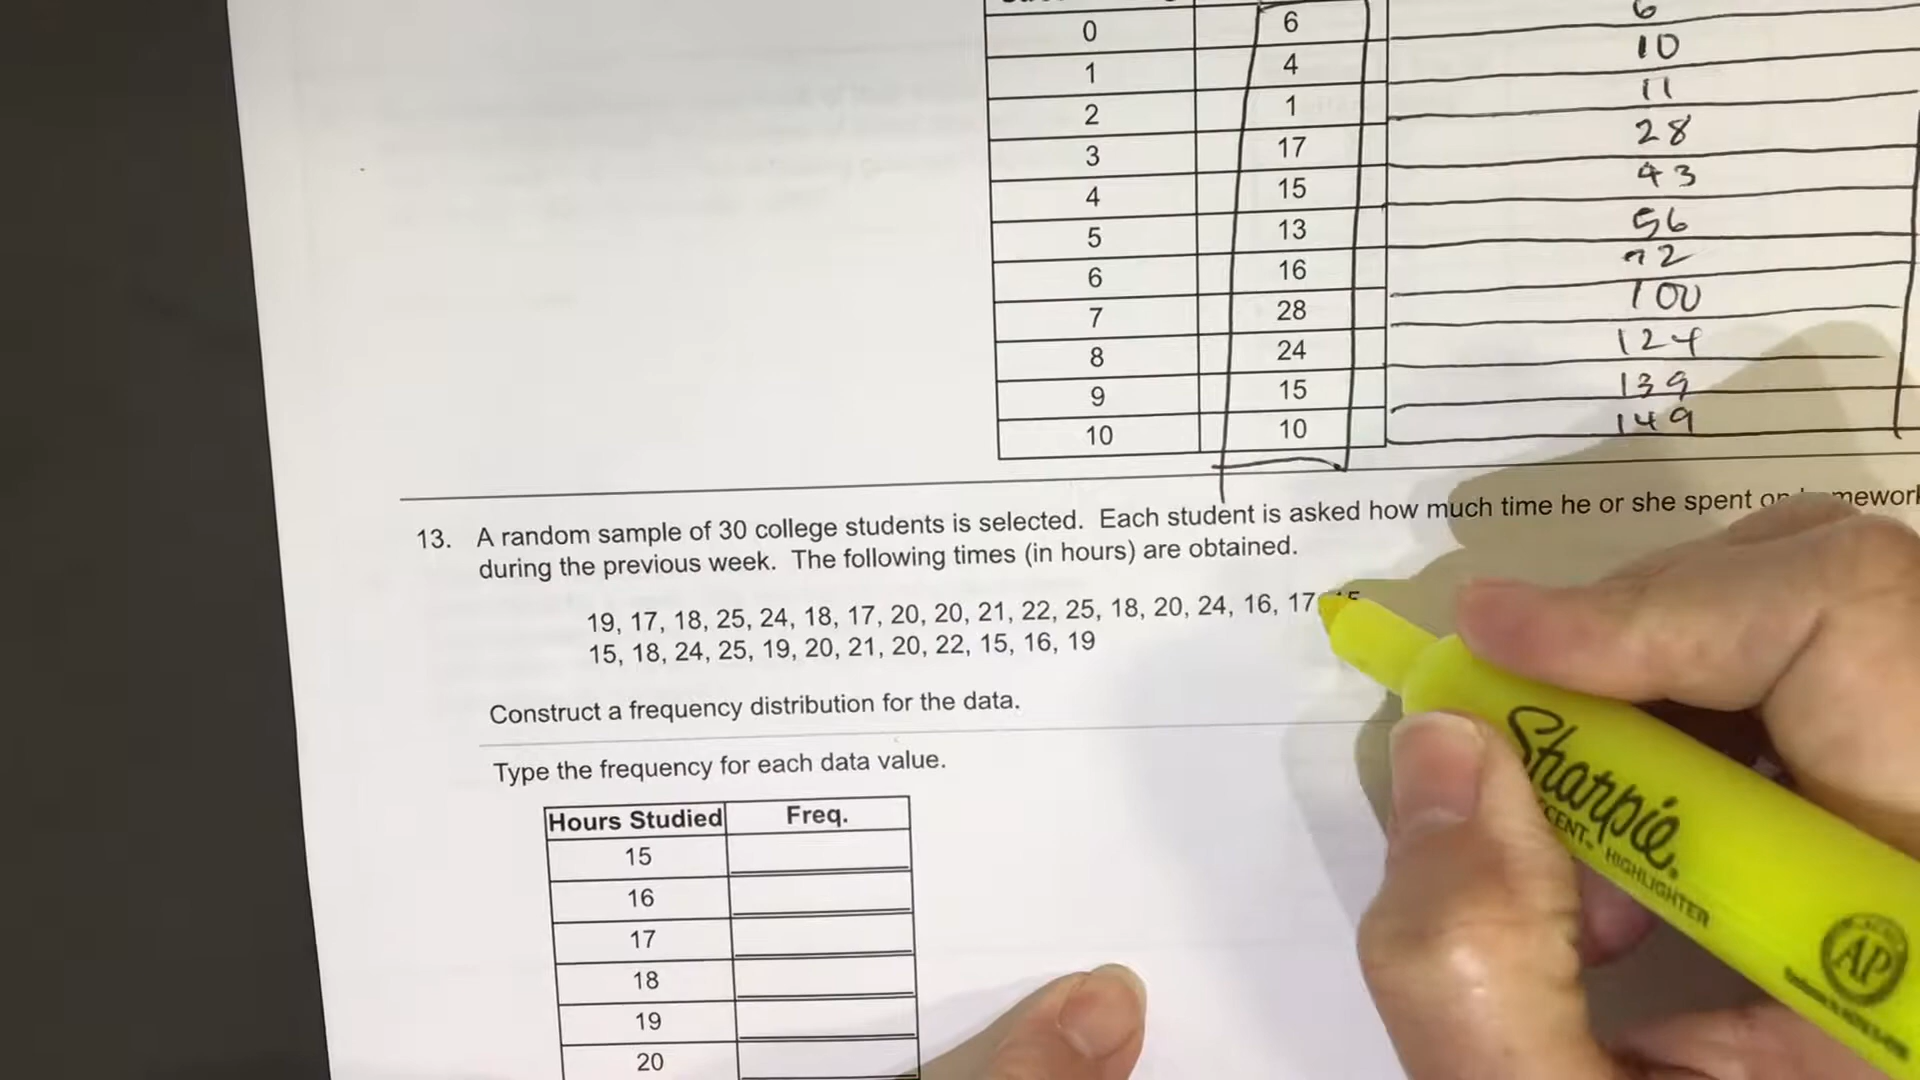 0 6 6
1 4 10
2 1 11
3 17 28
4 15 43
5 13 56
6 16 72
7 28 100
8 24 124
9 15 139
10 10 149
13. A random sample of 30 college students is selected. Each student is asked how much time he or she spent on
during the previous week. The following times (in hours) are obtained.
19, 17, 18, 25, 24, 18, 17, 20, 20, 21, 22, 25, 18, 20, 24, 16, 17, 15
15, 18, 24, 25, 19, 20, 21, 20, 22, 15, 16, 19
Construct a frequency distribution for the data.
Type the frequency for each data value.
Hours Studied Freq.
15
16
17
18
19
20
Sharpie
HIGHLIGHTER
AP